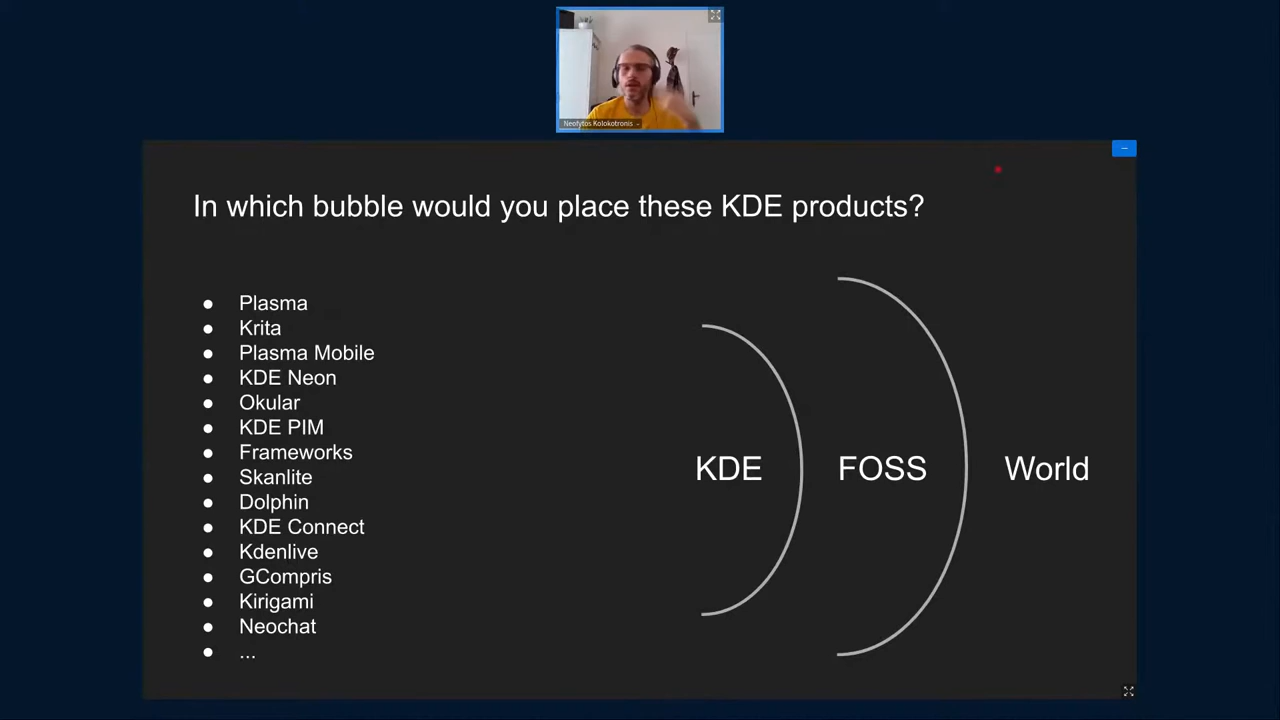 Neofytos Kolokotronis
In which bubble would you place these KDE products?
● Plasma
● Krita
● Plasma Mobile
● KDE Neon
● Okular
● KDE PIM
● Frameworks
● Skanlite
● Dolphin
● KDE Connect
● Kdenlive
● GCompris
● Kirigami
● Neochat
● ...
KDE
FOSS
World